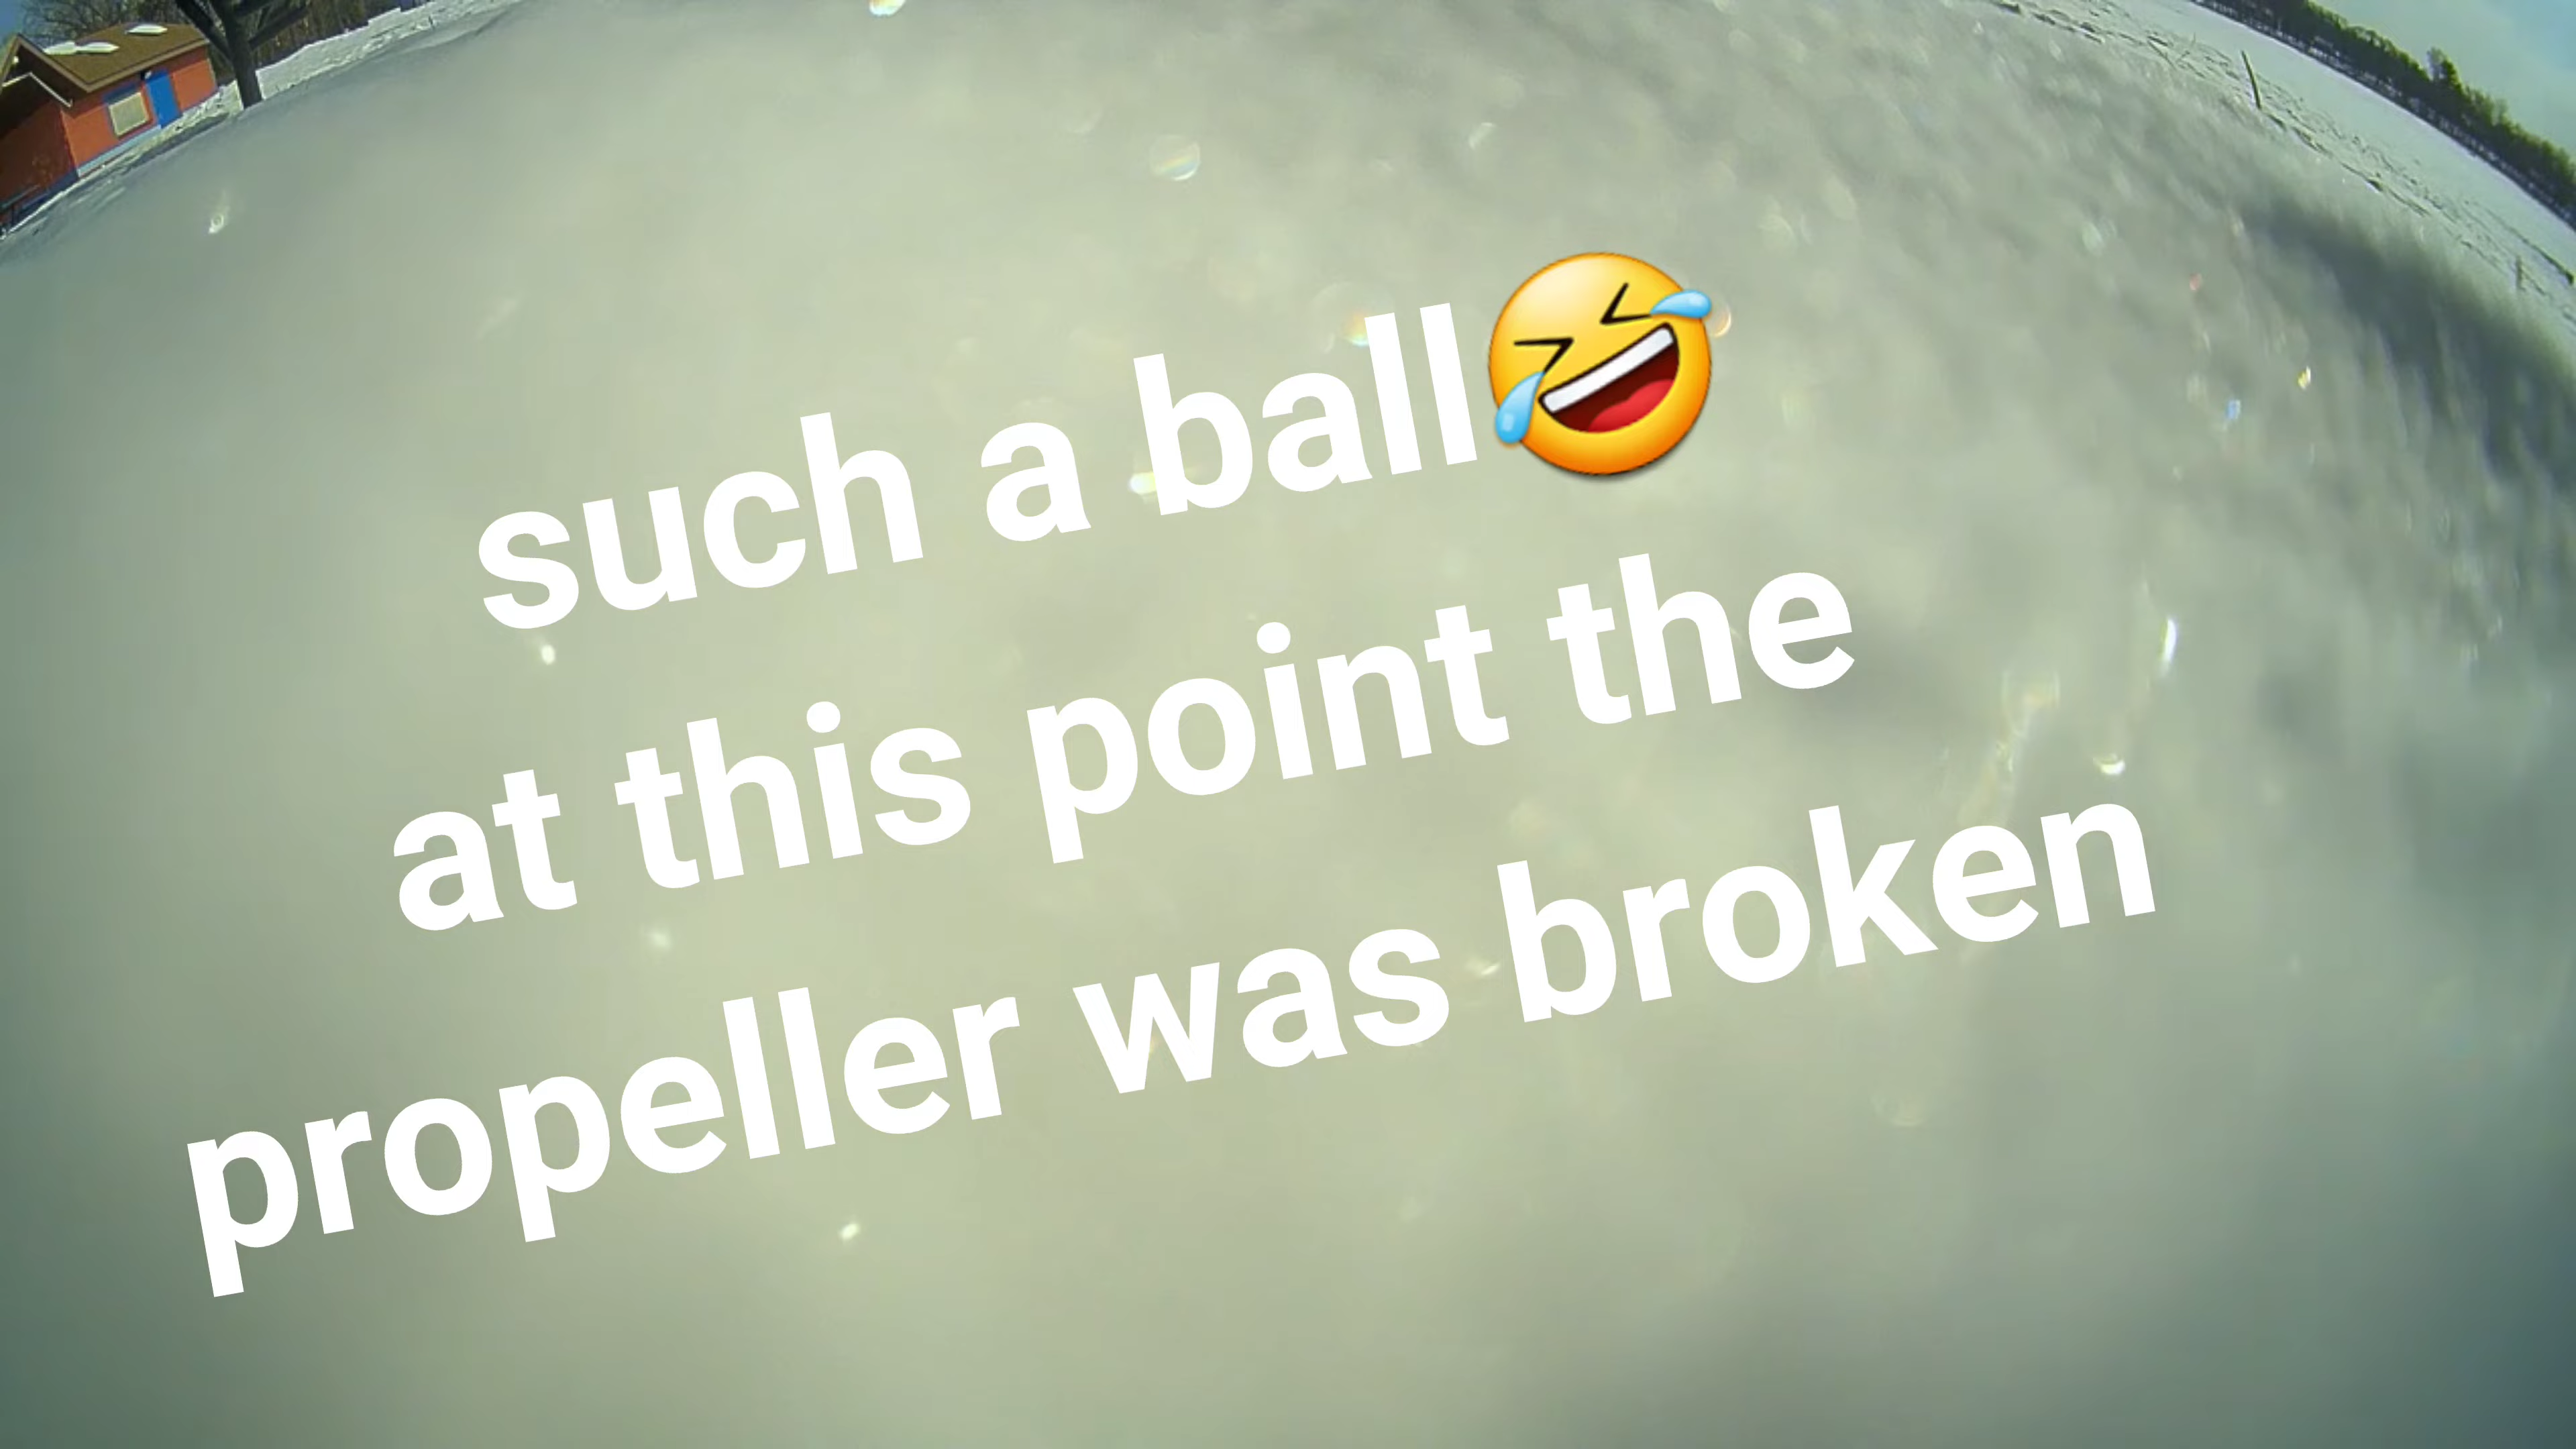 such a ball🤣
at this point the
propeller was broken